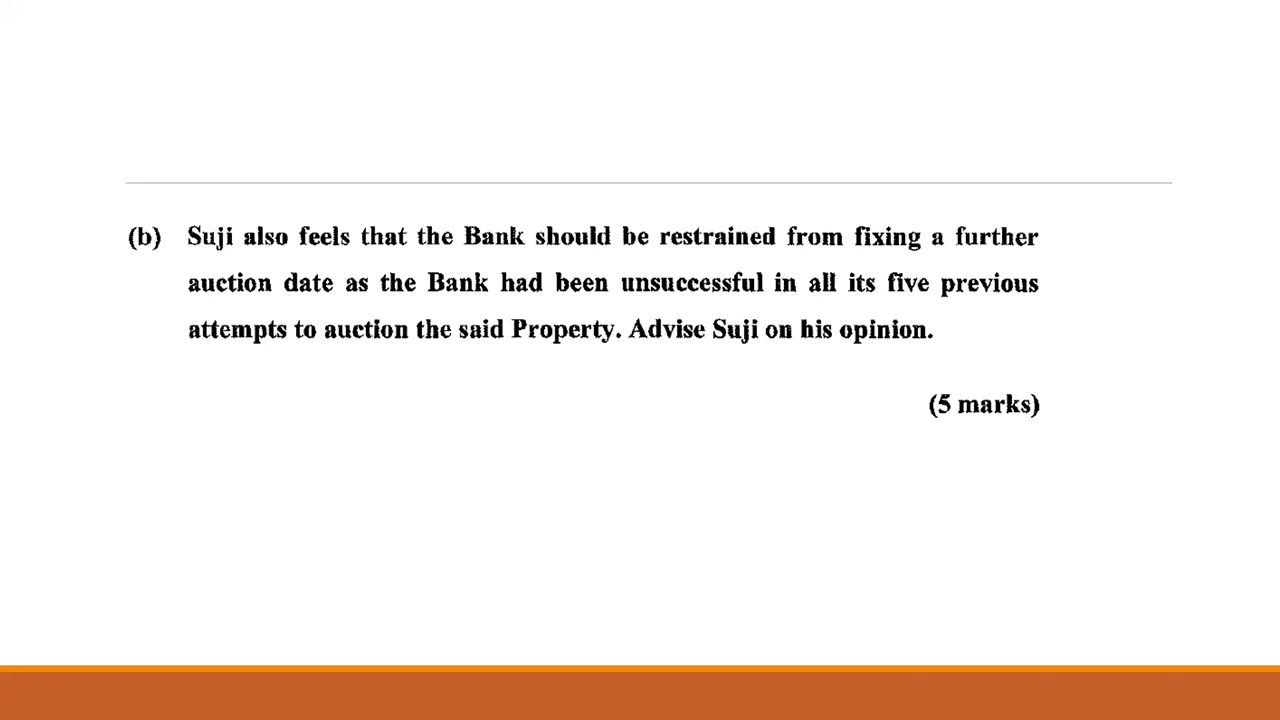 (b) Suji also feels that the Bank should be restrained from fixing a further
auction date as the Bank had been unsuccessful in all its five previous
attempts to auction the said Property. Advise Suji on his opinion.
(5 marks)